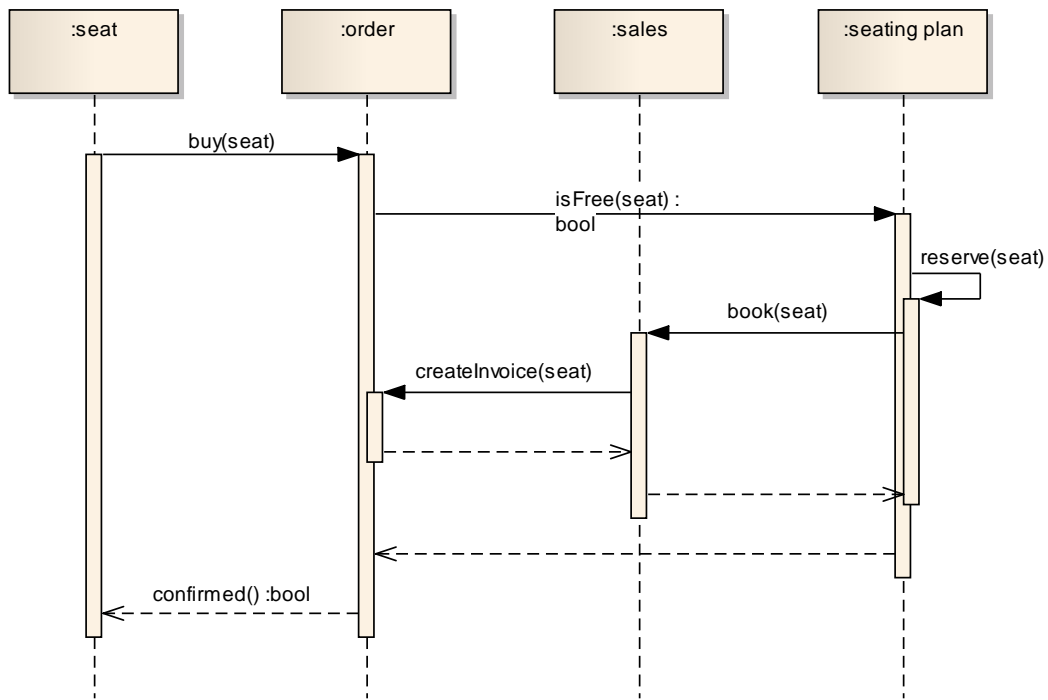 :seat
:order
:sales
:seating plan
buy(seat)
isFree(seat) :
bool
reserve(seat)
book(seat)
createInvoice(seat)
confirmed() :bool